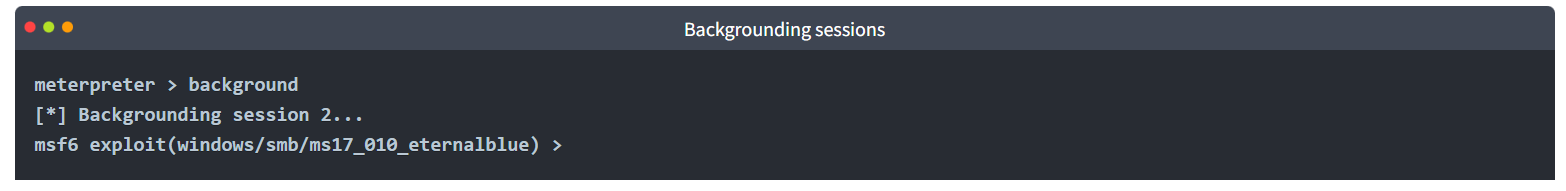 Backgrounding sessions
meterpreter > background
[*] Backgrounding session 2...
msf6 exploit(windows/smb/ms17_010_eternalblue) >